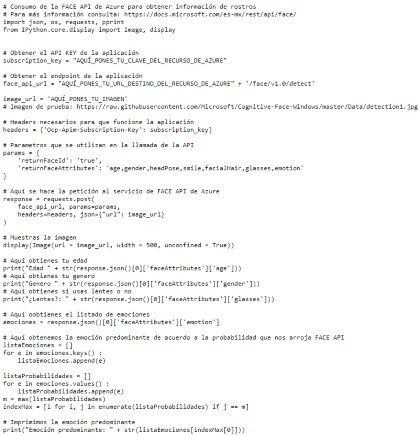 # Consumo de la FACE API de Azure para obtener información de rostros
# Para más información consulta: https://docs.microsoft.com/es-mx/rest/api/face/
import json, os, requests, pprint
from IPython.core.display import Image, display
# Obtener el API KEY de la aplicación
subscription_key = "AQUÍ_PONES_TU_CLAVE_DEL_RECURSO_DE_AZURE"
# Obtener el endpoint de la aplicación
face_api_url = "AQUÍ_PONES_TU_URL_DESTINO_DEL_RECURSO_DE_AZURE" + '/face/v1.0/detect'
image_url = 'AQUÍ_PONES_TU_IMAGEN'
# Imagen de prueba: https://raw.githubusercontent.com/Microsoft/Cognitive-Face-Windows/master/Data/detection1.jpg
# Headers necesarios para que funcione la aplicación
headers = {'Ocp-Apim-Subscription-Key': subscription_key}
# Parámetros que se utilizan en la llamada de la API
params = {
'returnFaceId': 'true',
'returnFaceAttributes': 'age,gender,headPose,smile,facialHair,glasses,emotion'
}
# Aquí se hace la petición al servicio de FACE API de Azure
response = requests.post(
face_api_url, params=params,
headers=headers, json={"url": image_url}
)
# Muestras la imagen
display(Image(url = image_url, width = 500, unconfined = True))
# Aquí obtienes tu edad
print("Edad " + str(response.json()[0]['faceAttributes']['age']))
# Aquí obtienes tu genero
print("Genero " + str(response.json()[0]['faceAttributes']['gender']))
# Aquí obtienes si usas lentes o no
print("¿Lentes?: " + str(response.json()[0]['faceAttributes']['glasses']))
# Aquí oobtienes el listado de emociones
emociones = response.json()[0]['faceAttributes']['emotion']
# Aquí obtenemos la emoción predominante de acuerdo a la probabilidad que nos arroja FACE API
listaEmociones = []
for e in emociones.keys() :
listaEmociones.append(e)
listaProbabilidades = []
for e in emociones.values() :
listaProbabilidades.append(e)
m = max(listaProbabilidades)
indexMax = [i for i, j in enumerate(listaProbabilidades) if j == m]
# Imprimimos la emoción predominante
print("Emoción predominante: " + str(listaEmociones[indexMax[0]]))